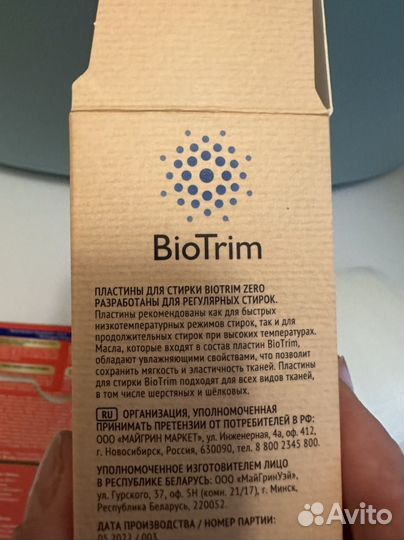 BioTrim
ПЛАСТИНЫ ДЛЯ СТИРКИ BIOTRIM ZERO
РАЗРАБОТАНЫ ДЛЯ РЕГУЛЯРНЫХ СТИРОК.
Пластины рекомендованы как для быстрых
низкотемпературных режимов стирок, так и для
продолжительных стирок при высоких температурах.
Масла, которые входят в состав пластин BioTrim,
обладают увлажняющими свойствами, что позволит
сохранить мягкость и эластичность тканей. Пластины
для стирки BioTrim подходят для всех видов тканей,
в том числе шерстяных и шёлковых.
RU ОРГАНИЗАЦИЯ, УПОЛНОМОЧЕННАЯ
ПРИНИМАТЬ ПРЕТЕНЗИИ ОТ ПОТРЕБИТЕЛЕЙ В РФ:
ООО «МАЙГРИН МАРКЕТ», ул. Инженерная, 4а, оф. 412,
г. Новосибирск, Россия, 630090, тел. 8 800 2345 800.
УПОЛНОМОЧЕННОЕ ИЗГОТОВИТЕЛЕМ ЛИЦО
В РЕСПУБЛИКЕ БЕЛАРУСЬ: ООО «МайГринУэй»,
ул. Гурского, 37, оф. 5Н (комн. 21/17), г. Минск,
Республика Беларусь, 220052.
ДАТА ПРОИЗВОДСТВА / НОМЕР ПАРТИИ:
05.2022 / 003
Avito